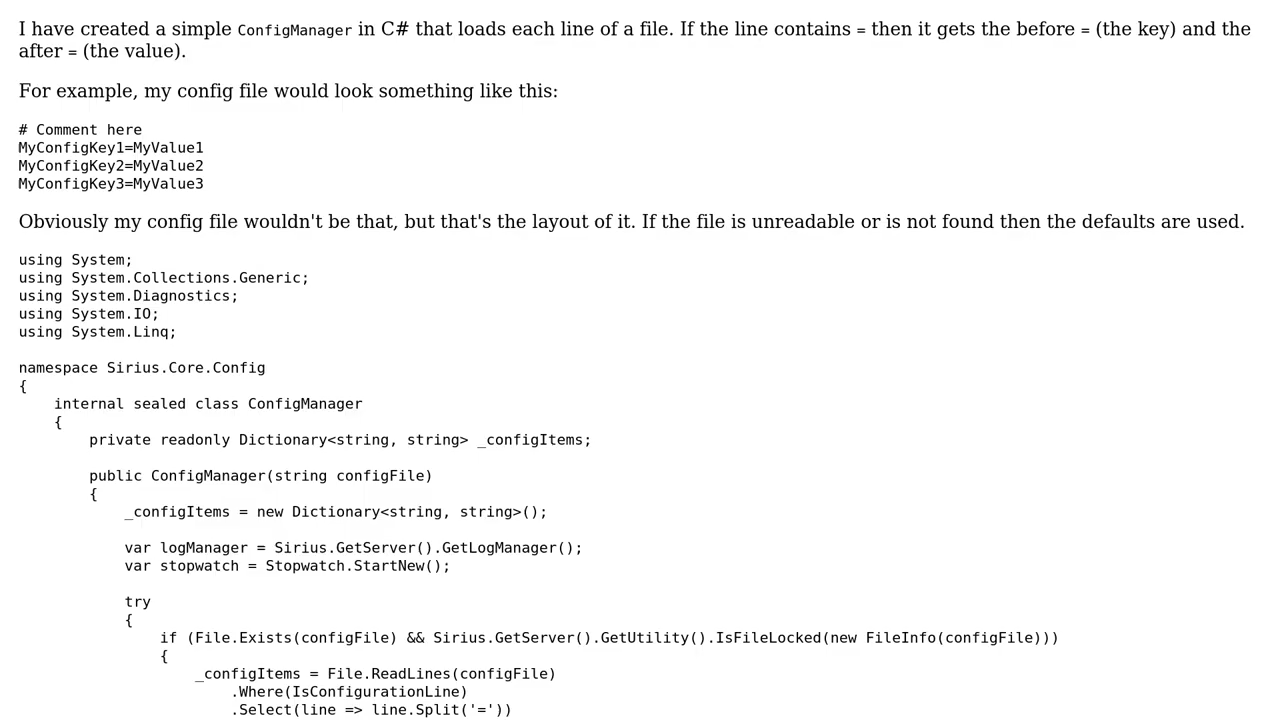 I have created a simple ConfigManager in C# that loads each line of a file. If the line contains = then it gets the before = (the key) and the
after = (the value).
For example, my config file would look something like this:
# Comment here
MyConfigKey1=MyValue1
MyConfigKey2=MyValue2
MyConfigKey3=MyValue3
Obviously my config file wouldn't be that, but that's the layout of it. If the file is unreadable or is not found then the defaults are used.
using System;
using System.Collections.Generic;
using System.Diagnostics;
using System.IO;
using System.Linq;
namespace Sirius.Core.Config
{
    internal sealed class ConfigManager
    {
        private readonly Dictionary<string, string> _configItems;
        public ConfigManager(string configFile)
        {
            _configItems = new Dictionary<string, string>();
            var logManager = Sirius.GetServer().GetLogManager();
            var stopwatch = Stopwatch.StartNew();
            try
            {
                if (File.Exists(configFile) && Sirius.GetServer().GetUtility().IsFileLocked(new FileInfo(configFile)))
                {
                    _configItems = File.ReadLines(configFile)
                        .Where(IsConfigurationLine)
                        .Select(line => line.Split('='))